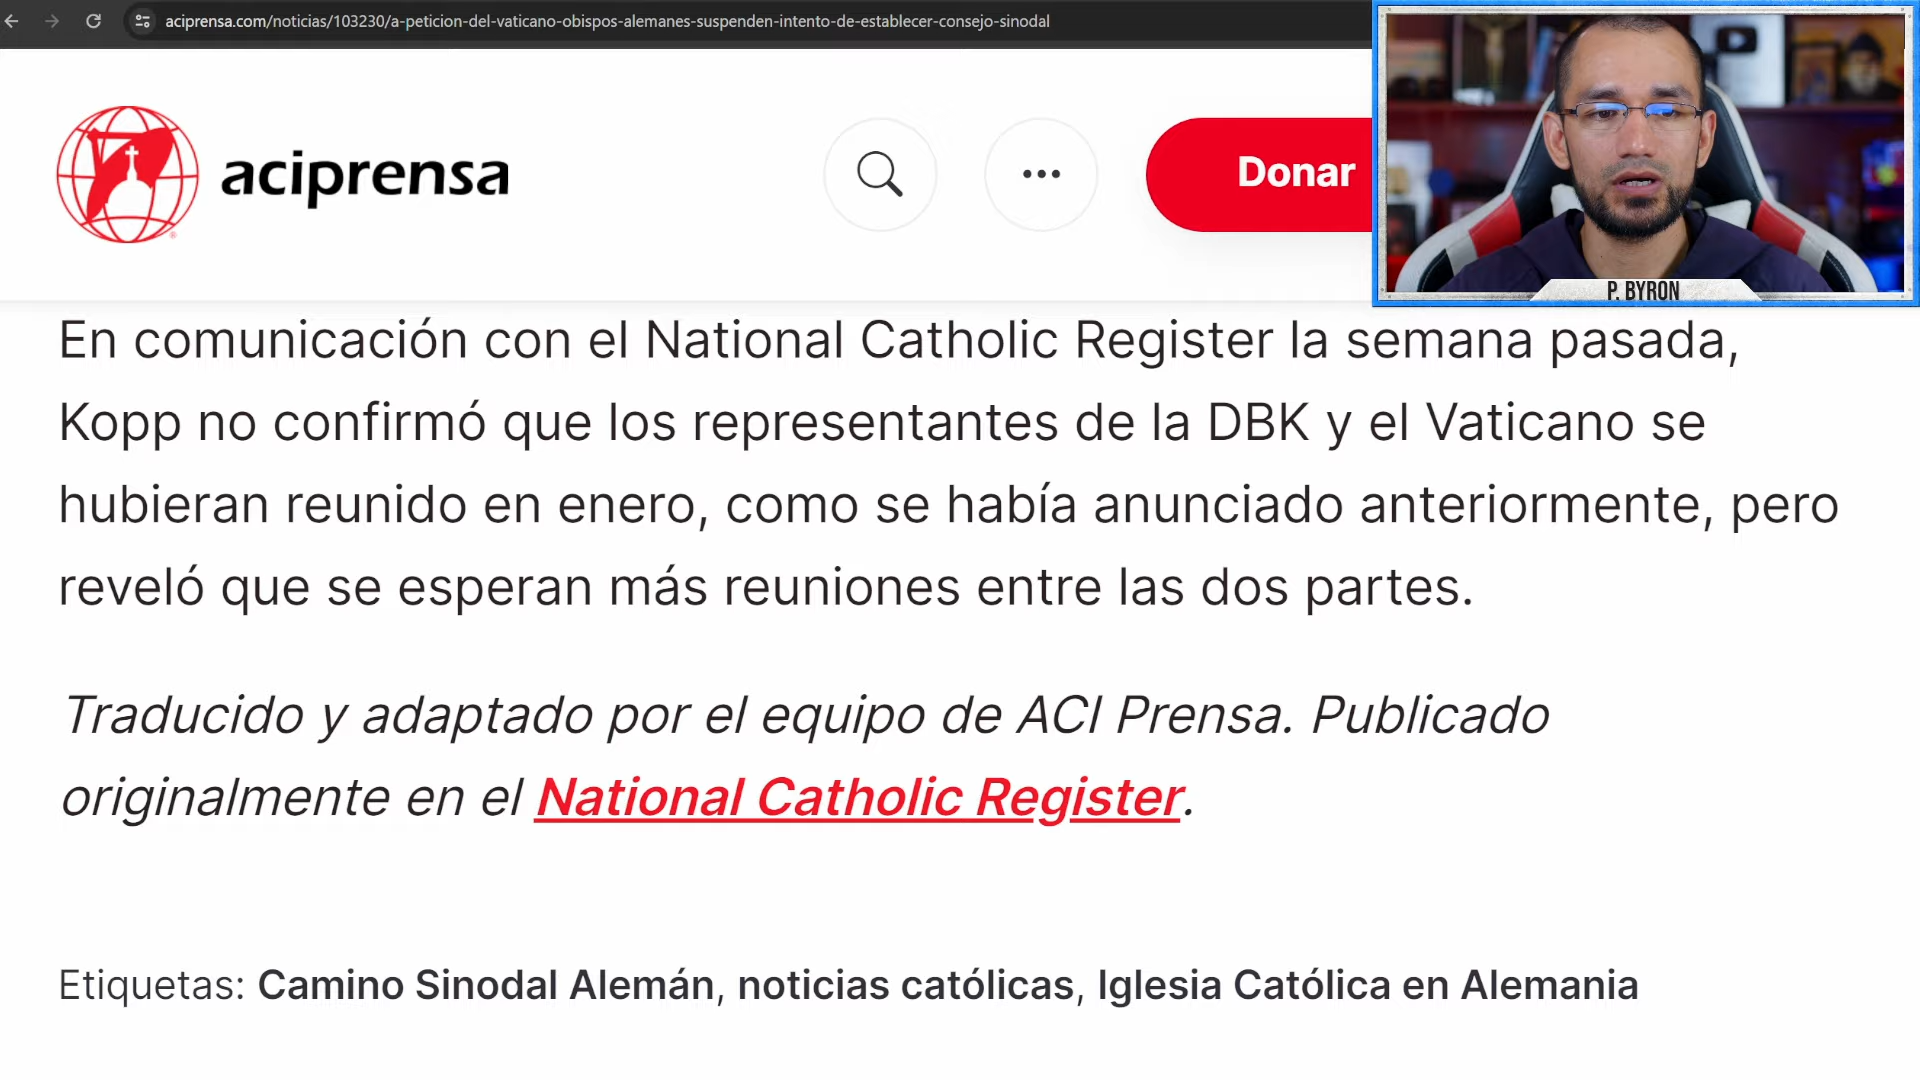 aciprensa.com/noticias/103230/a-peticion-del-vaticano-obispos-alemanes-suspenden-intento-de-establecer-consejo-sinodal
aciprensa
Donar
P. BYRON
En comunicación con el National Catholic Register la semana pasada,
Kopp no confirmó que los representantes de la DBK y el Vaticano se
hubieran reunido en enero, como se había anunciado anteriormente, pero
reveló que se esperan más reuniones entre las dos partes.
Traducido y adaptado por el equipo de ACI Prensa. Publicado
originalmente en el National Catholic Register.
Etiquetas: Camino Sinodal Alemán, noticias católicas, Iglesia Católica en Alemania